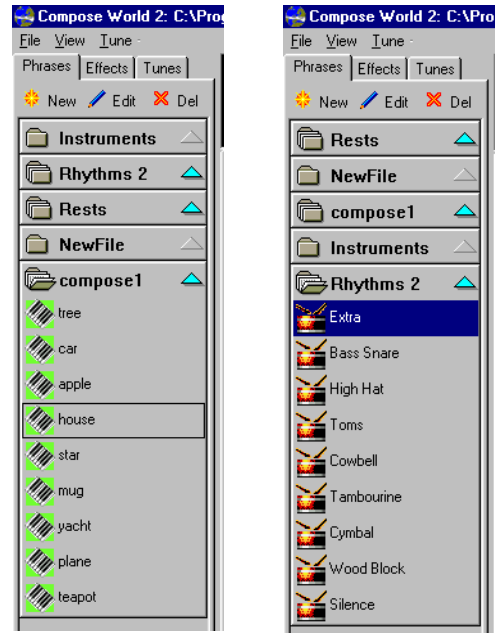 Compose World 2: C:\Prog
File View Tune
Phrases Effects Tunes
New Edit Del
Instruments
Rhythms 2
Rests
NewFile
compose1
tree
car
apple
house
star
mug
yacht
plane
teapot
Compose World 2: C:\Pro
File View Tune
Phrases Effects Tunes
New Edit Del
Rests
NewFile
compose1
Instruments
Rhythms 2
Extra
Bass Snare
High Hat
Toms
Cowbell
Tambourine
Cymbal
Wood Block
Silence